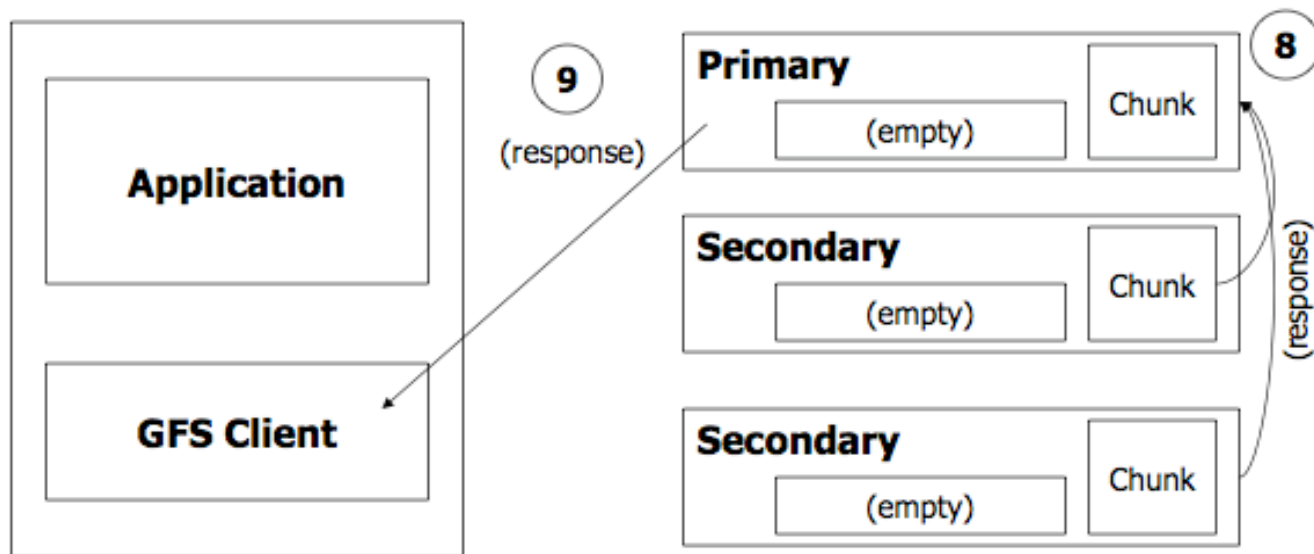 Application
GFS Client
9
(response)
8
Primary
(empty)
Chunk
Secondary
(empty)
Chunk
(response)
Secondary
(empty)
Chunk